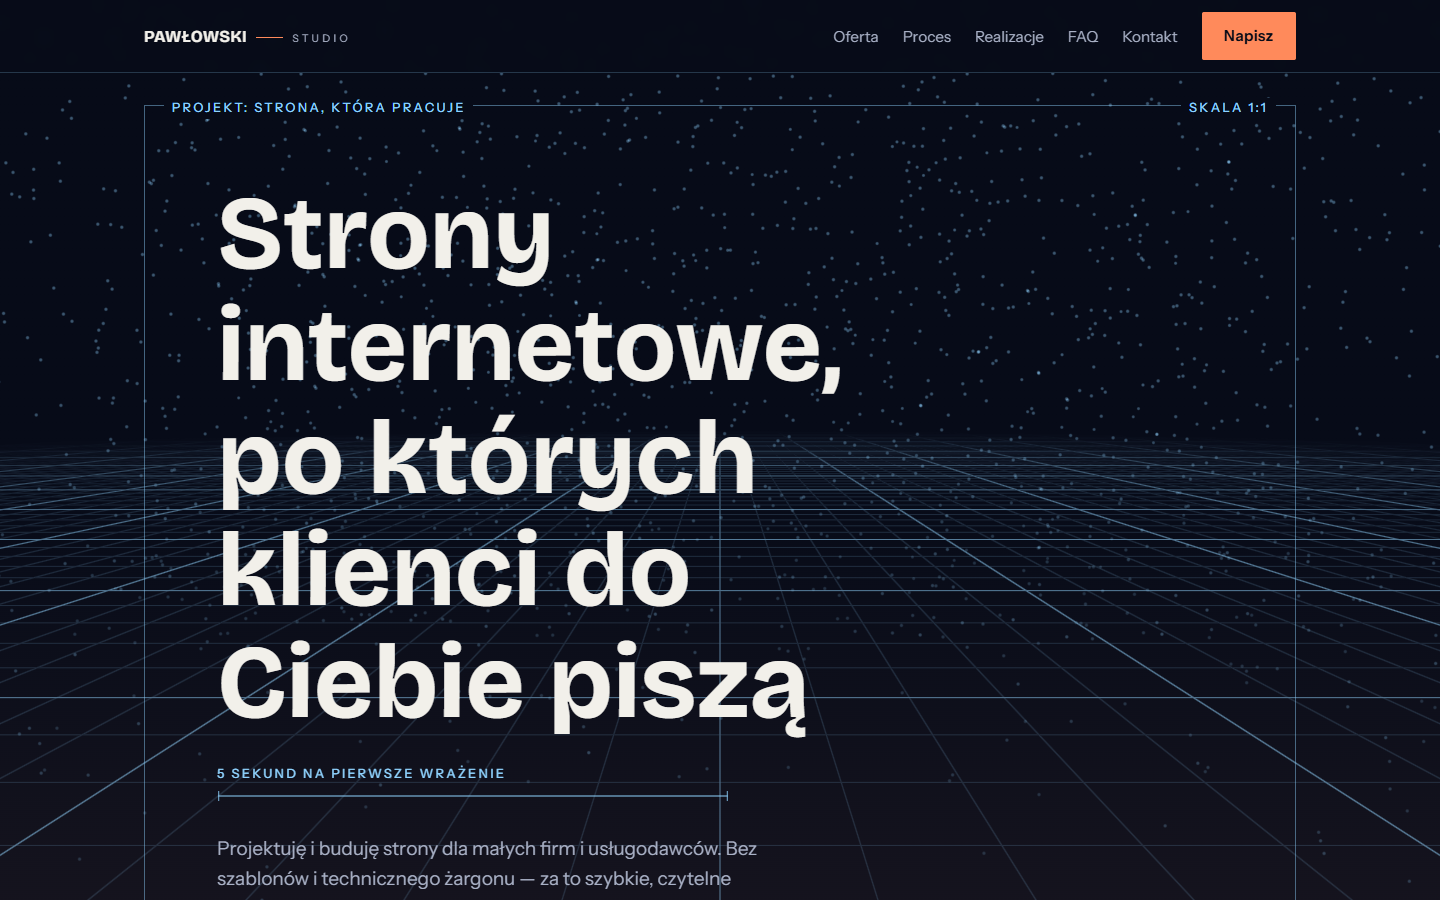 PAWŁOWSKI — STUDIO
Oferta Proces Realizacje FAQ Kontakt Napisz
PROJEKT: STRONA, KTÓRA PRACUJE
SKALA 1:1
Strony
internetowe,
po których
klienci do
Ciebie piszą
5 SEKUND NA PIERWSZE WRAŻENIE
Projektuję i buduję strony dla małych firm i usługodawców. Bez
szablonów i technicznego żargonu — za to szybkie, czytelne